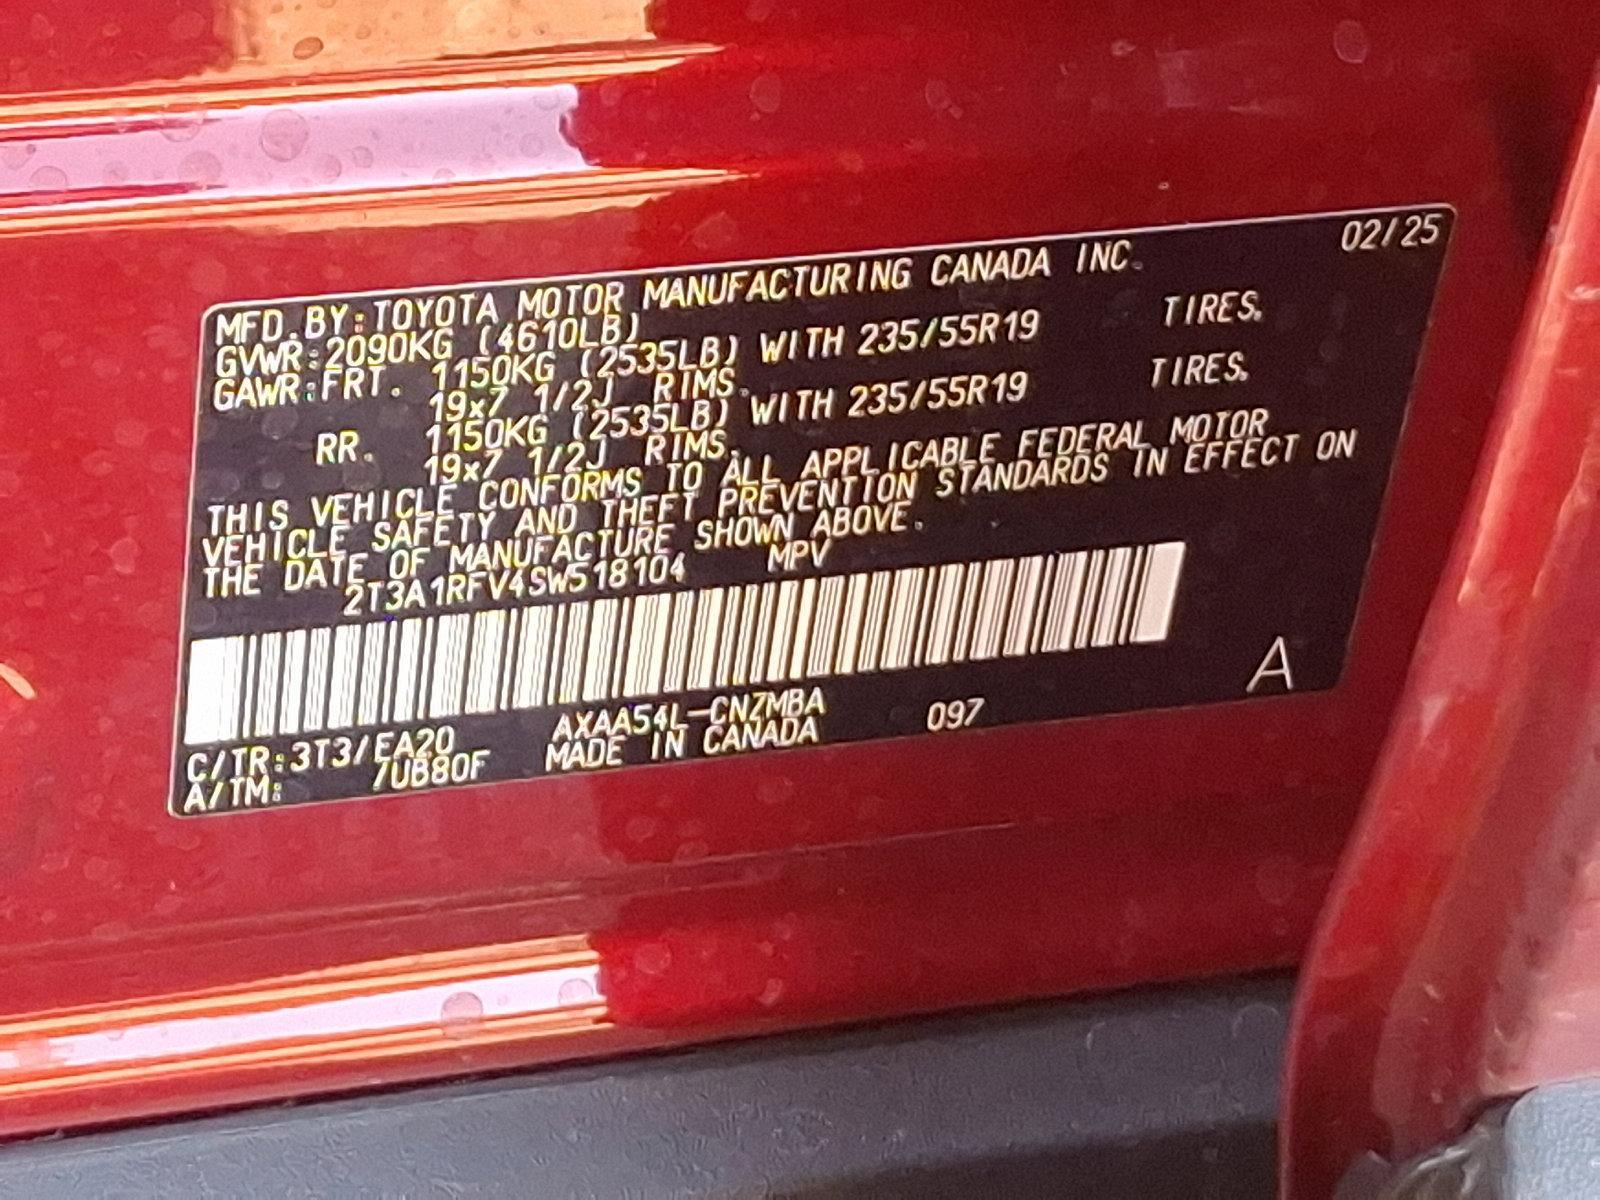 02/25
MFD.BY:TOYOTA MOTOR MANUFACTURING CANADA INC.
GVWR:2090KG (4610LB)
GAWR:FRT. 1150KG (2535LB) WITH 235/55R19 TIRES.
19x7 1/2J RIMS.
RR. 1150KG (2535LB) WITH 235/55R19 TIRES.
19x7 1/2J RIMS.
THIS VEHICLE CONFORMS TO ALL APPLICABLE FEDERAL MOTOR
VEHICLE SAFETY AND THEFT PREVENTION STANDARDS IN EFFECT ON
THE DATE OF MANUFACTURE SHOWN ABOVE.
2T3A1RFV4SW518104 MPV
A
C/TR:3T3/EA20 AXAA54L-CNZMBA 097
A/TM: /UB80F MADE IN CANADA